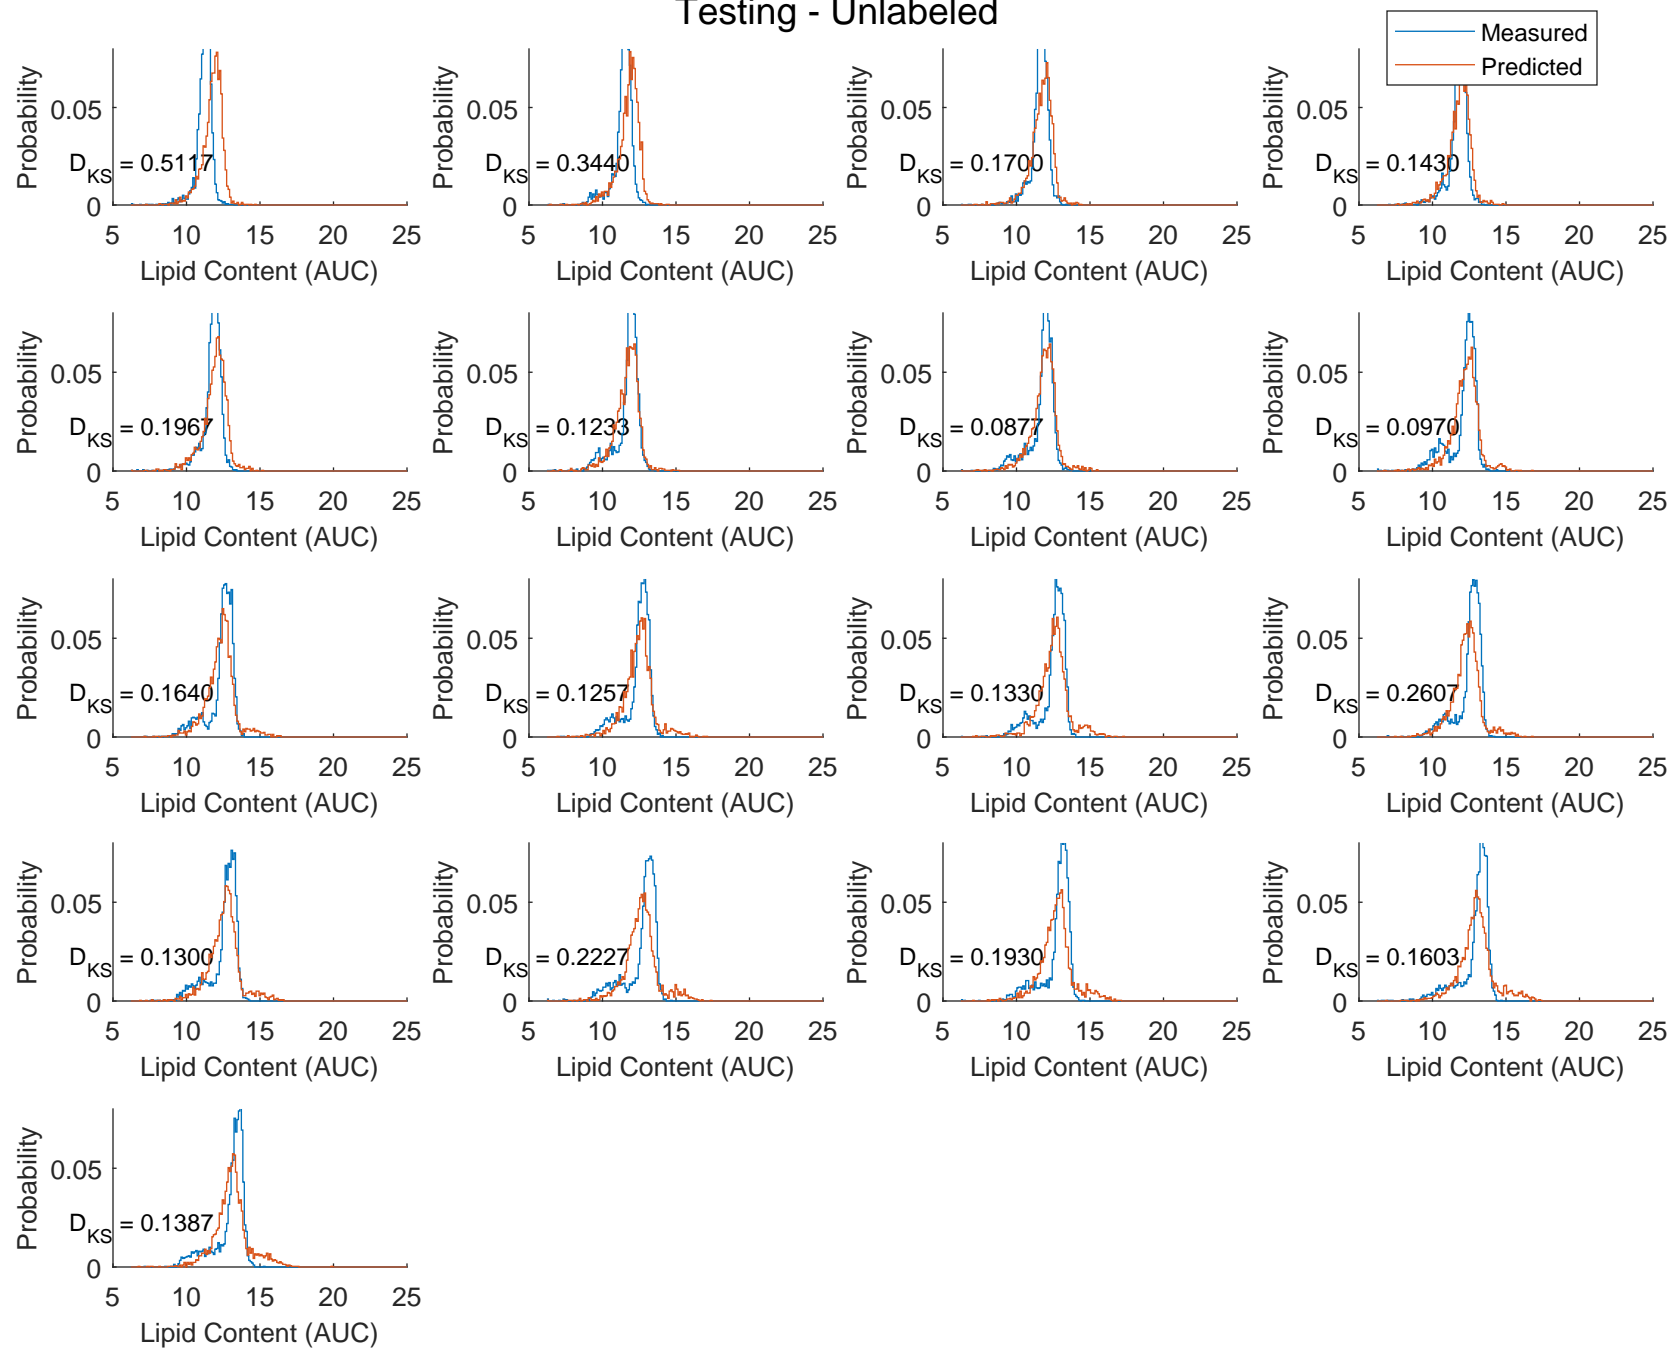 Testing - Unlabeled
Measured
Predicted
Probability
0.05
0
D_KS = 0.5117
5 10 15 20 25
Lipid Content (AUC)
Probability
0.05
0
D_KS = 0.3440
5 10 15 20 25
Lipid Content (AUC)
Probability
0.05
0
D_KS = 0.1700
5 10 15 20 25
Lipid Content (AUC)
Probability
0.05
0
D_KS = 0.1430
5 10 15 20 25
Lipid Content (AUC)
Probability
0.05
0
D_KS = 0.1967
5 10 15 20 25
Lipid Content (AUC)
Probability
0.05
0
D_KS = 0.1233
5 10 15 20 25
Lipid Content (AUC)
Probability
0.05
0
D_KS = 0.0877
5 10 15 20 25
Lipid Content (AUC)
Probability
0.05
0
D_KS = 0.0970
5 10 15 20 25
Lipid Content (AUC)
Probability
0.05
0
D_KS = 0.1640
5 10 15 20 25
Lipid Content (AUC)
Probability
0.05
0
D_KS = 0.1257
5 10 15 20 25
Lipid Content (AUC)
Probability
0.05
0
D_KS = 0.1330
5 10 15 20 25
Lipid Content (AUC)
Probability
0.05
0
D_KS = 0.2607
5 10 15 20 25
Lipid Content (AUC)
Probability
0.05
0
D_KS = 0.1300
5 10 15 20 25
Lipid Content (AUC)
Probability
0.05
0
D_KS = 0.2227
5 10 15 20 25
Lipid Content (AUC)
Probability
0.05
0
D_KS = 0.1930
5 10 15 20 25
Lipid Content (AUC)
Probability
0.05
0
D_KS = 0.1603
5 10 15 20 25
Lipid Content (AUC)
Probability
0.05
0
D_KS = 0.1387
5 10 15 20 25
Lipid Content (AUC)